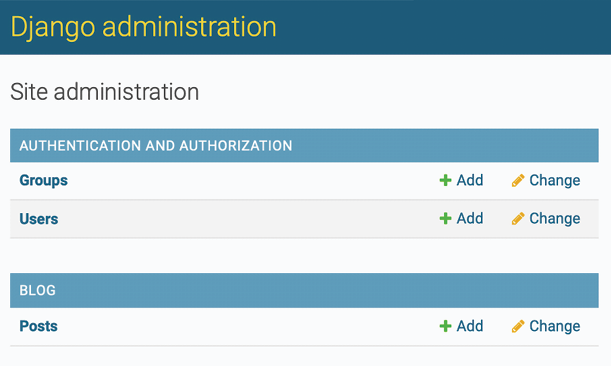 Django administration
Site administration
AUTHENTICATION AND AUTHORIZATION
Groups Add Change
Users Add Change
BLOG
Posts Add Change